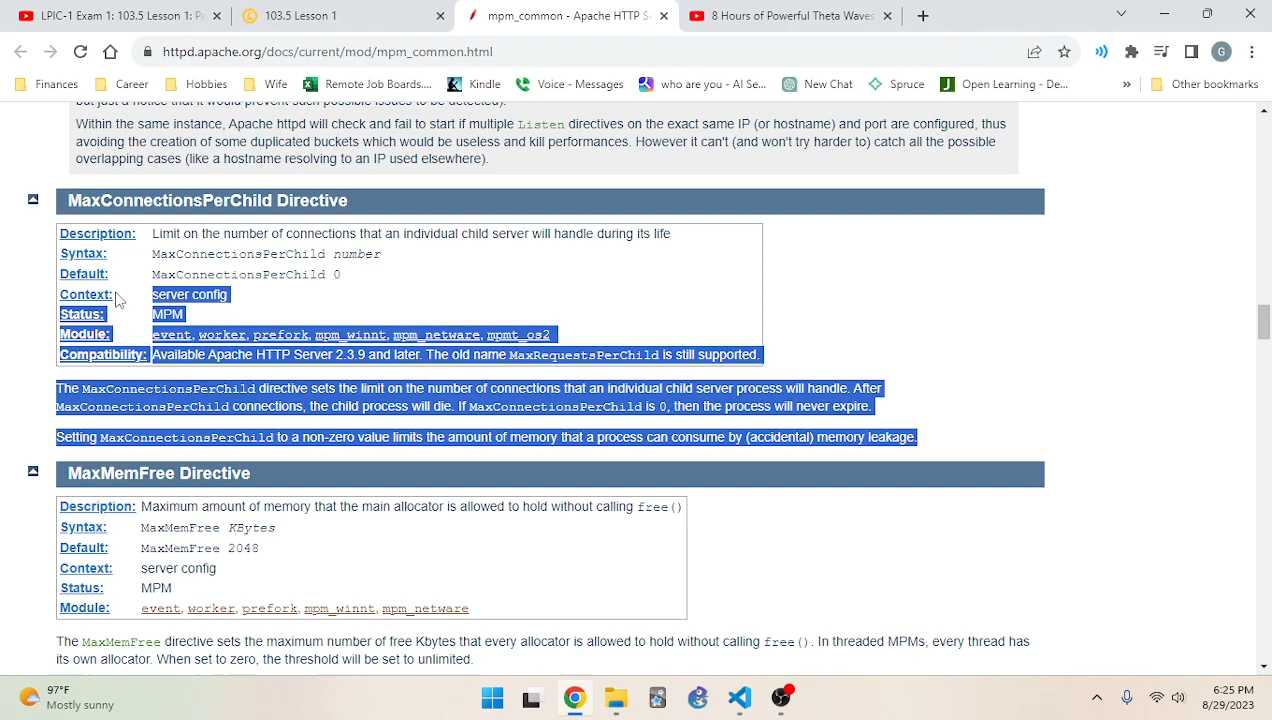 LPIC-1 Exam 1: 103.5 Lesson 1: Pa
103.5 Lesson 1
mpm_common - Apache HTTP S
8 Hours of Powerful Theta Waves
httpd.apache.org/docs/current/mod/mpm_common.html
G
Finances
Career
Hobbies
Wife
Remote Job Boards....
Kindle
Voice - Messages
who are you - AI Se...
New Chat
Spruce
Open Learning - De...
»
Other bookmarks
but just a notice that it would prevent such possible issues to be detected).
Within the same instance, Apache httpd will check and fail to start if multiple Listen directives on the exact same IP (or hostname) and port are configured, thus
avoiding the creation of some duplicated buckets which would be useless and kill performances. However it can't (and won't try harder to) catch all the possible
overlapping cases (like a hostname resolving to an IP used elsewhere).
MaxConnectionsPerChild Directive
Description: Limit on the number of connections that an individual child server will handle during its life
Syntax: MaxConnectionsPerChild number
Default: MaxConnectionsPerChild 0
Context: server config
Status: MPM
Module: event, worker, prefork, mpm_winnt, mpm_netware, mpmt_os2
Compatibility: Available Apache HTTP Server 2.3.9 and later. The old name MaxRequestsPerChild is still supported.
The MaxConnectionsPerChild directive sets the limit on the number of connections that an individual child server process will handle. After
MaxConnectionsPerChild connections, the child process will die. If MaxConnectionsPerChild is 0, then the process will never expire.
Setting MaxConnectionsPerChild to a non-zero value limits the amount of memory that a process can consume by (accidental) memory leakage.
MaxMemFree Directive
Description: Maximum amount of memory that the main allocator is allowed to hold without calling free()
Syntax: MaxMemFree KBytes
Default: MaxMemFree 2048
Context: server config
Status: MPM
Module: event, worker, prefork, mpm_winnt, mpm_netware
The MaxMemFree directive sets the maximum number of free Kbytes that every allocator is allowed to hold without calling free(). In threaded MPMs, every thread has
its own allocator. When set to zero, the threshold will be set to unlimited.
97°F
Mostly sunny
6:25 PM
8/29/2023